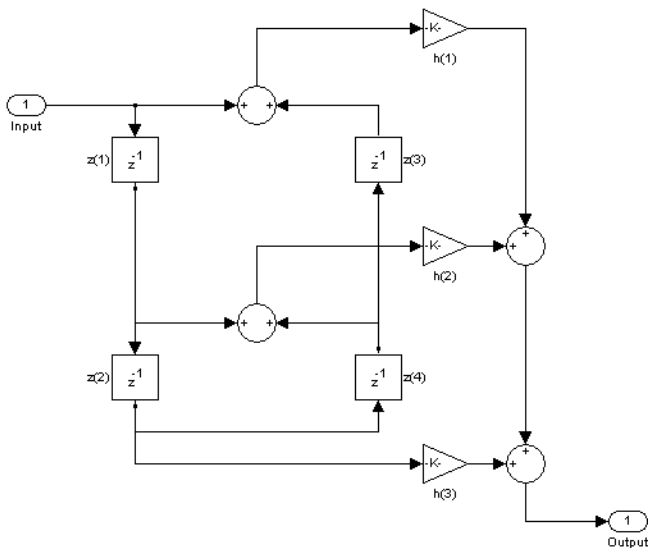 -K-
h(1)
1
Input
+ +
z(1)
z⁻¹
z⁻¹
z(3)
+
+
-K-
h(2)
+ +
z(2)
z⁻¹
z⁻¹
z(4)
+
+
-K-
h(3)
1
Output